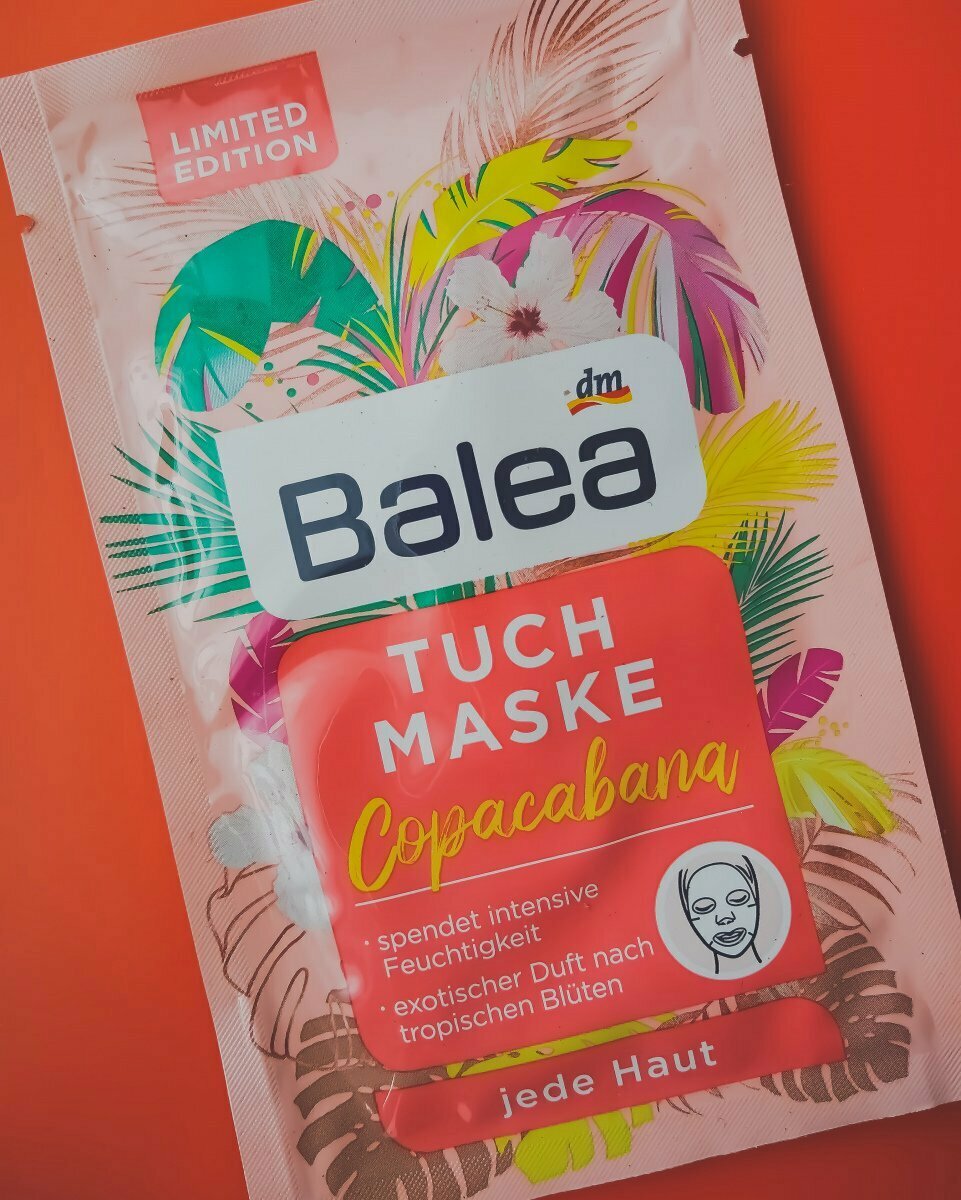 LIMITED
EDITION
dm
Balea
TUCH
MASKE
Copacabana
· spendet intensive
Feuchtigkeit
· exotischer Duft nach
tropischen Blüten
jede Haut